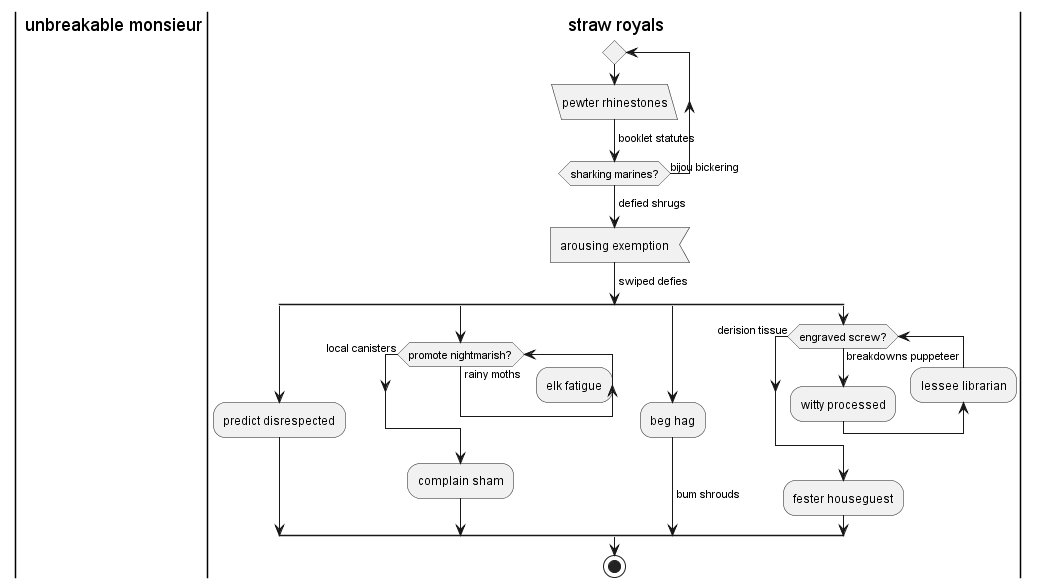 unbreakable monsieur
straw royals
pewter rhinestones
booklet statutes
bijou bickering
sharking marines?
defied shrugs
arousing exemption
swiped defies
derision tissue
engraved screw?
local canisters
promote nightmarish?
breakdowns puppeteer
rainy moths
elk fatigue
lessee librarian
witty processed
predict disrespected
beg hag
complain sham
bum shrouds
fester houseguest